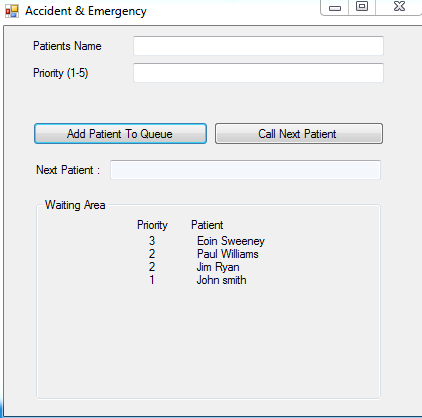 Accident & Emergency
Patients Name
Priority (1-5)
Add Patient To Queue Call Next Patient
Next Patient :
Waiting Area
Priority Patient
3 Eoin Sweeney
2 Paul Williams
2 Jim Ryan
1 John smith